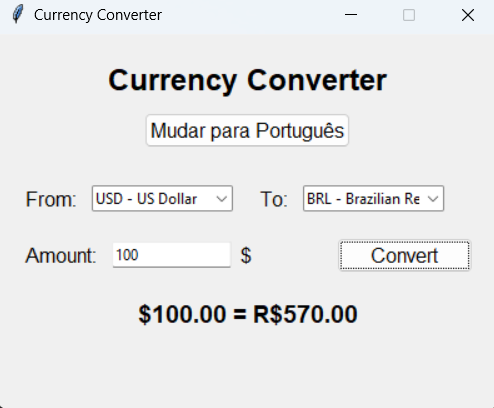 Currency Converter
Currency Converter
Mudar para Português
From: USD - US Dollar To: BRL - Brazilian Re
Amount: 100 $ Convert
$100.00 = R$570.00